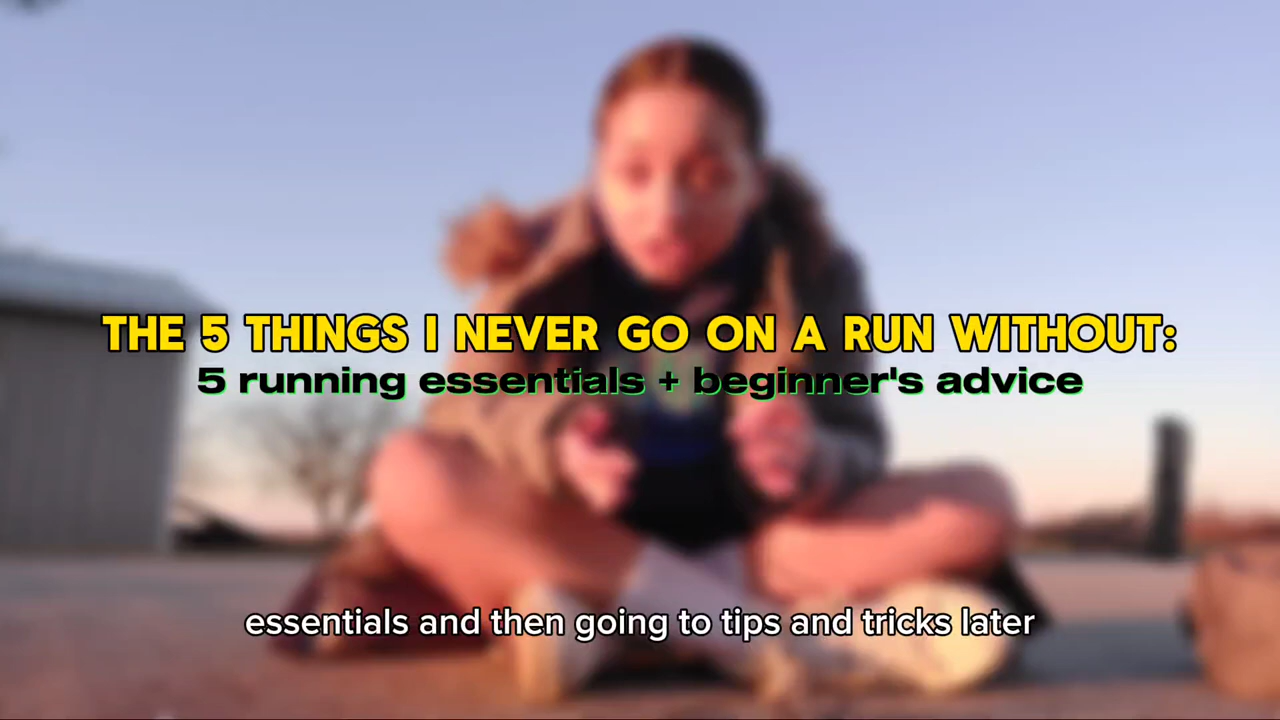 THE 5 THINGS I NEVER GO ON A RUN WITHOUT:
5 running essentials + beginner's advice
essentials and then going to tips and tricks later